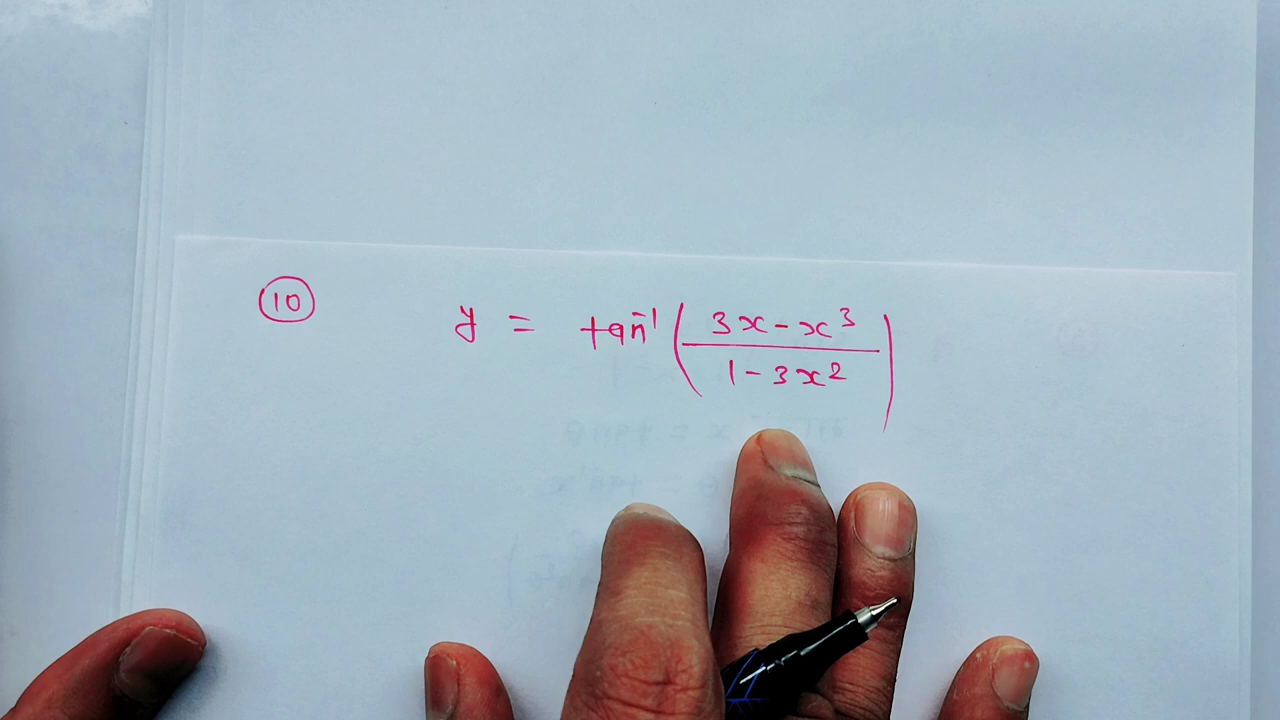 10 y = tan⁻¹ ( 3x - x³ / 1 - 3x² )